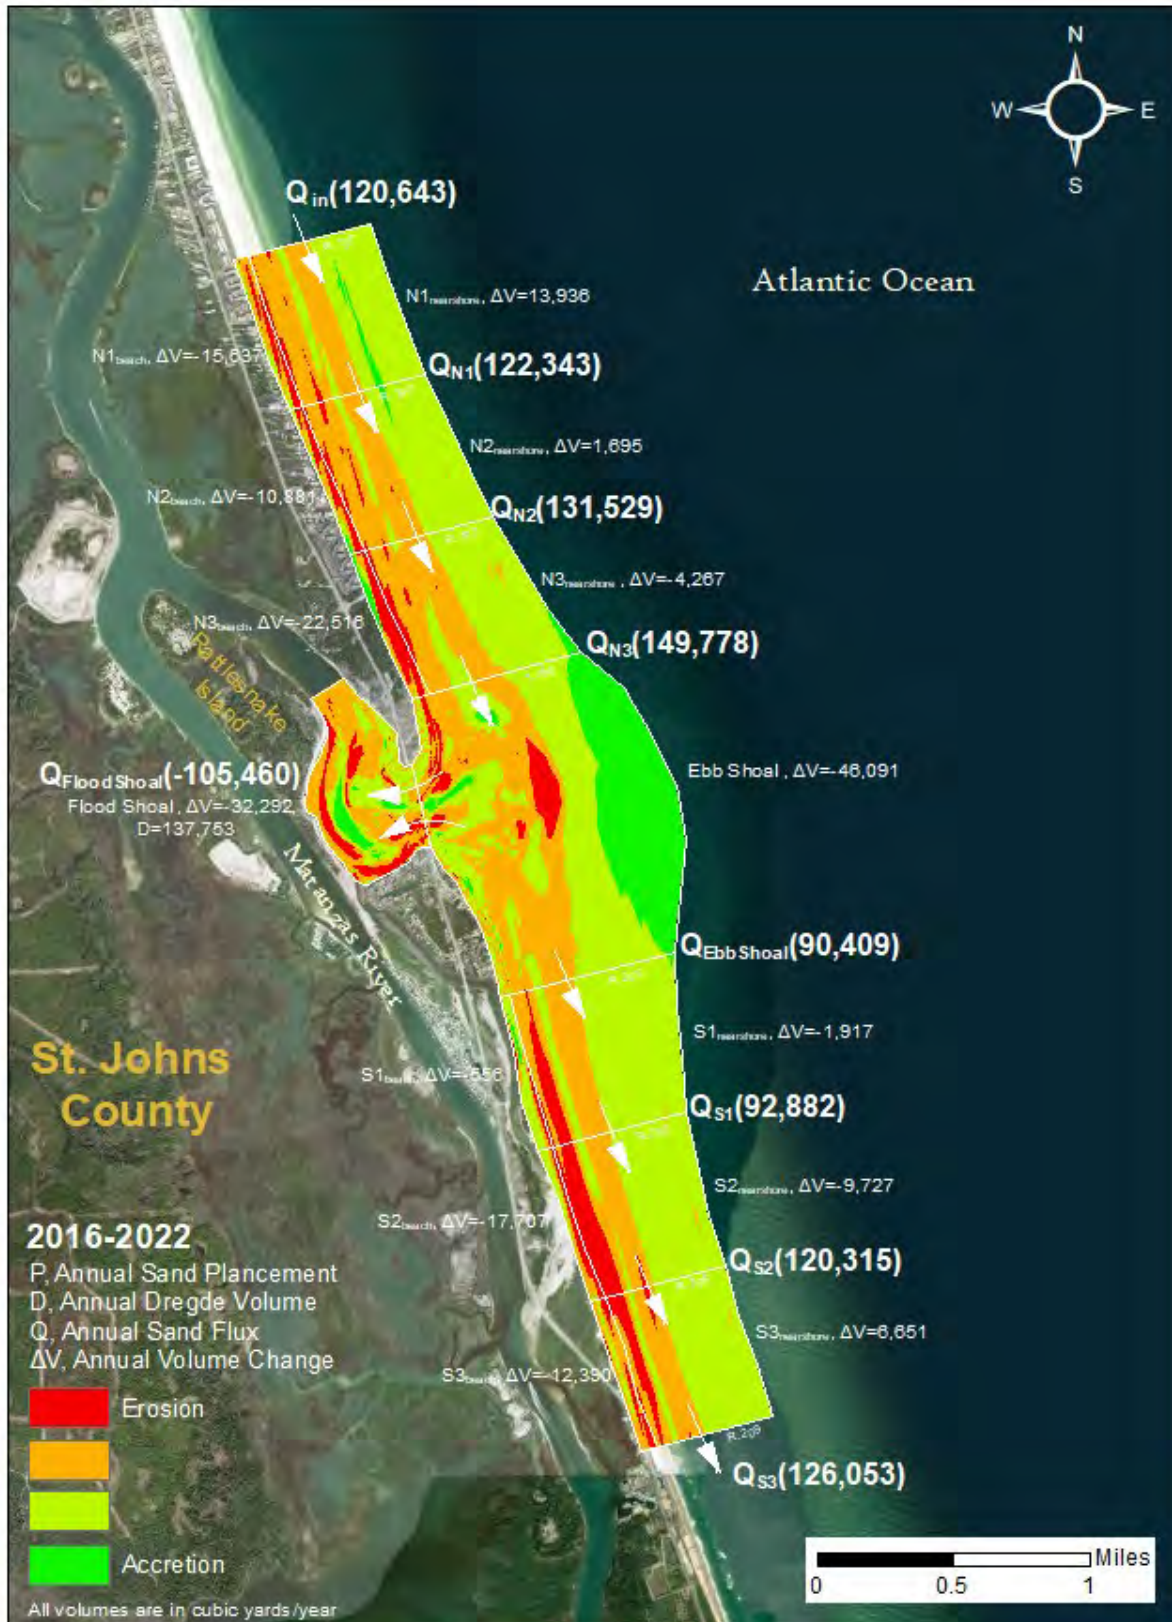 N
W E
S
Q in(120,643)
Atlantic Ocean
N1nearshore, ΔV=13,936
N1beach, ΔV=-15,637
QN1(122,343)
N2nearshore, ΔV=1,695
N2beach, ΔV=-10,881
QN2(131,529)
N3nearshore, ΔV=-4,267
N3beach, ΔV=-22,516
QN3(149,778)
Rattlesnake
Island
Ebb Shoal, ΔV=-46,091
QFlood Shoal(-105,460)
Flood Shoal, ΔV=-32,292,
D=137,753
Matanzas River
QEbb Shoal(90,409)
S1nearshore, ΔV=-1,917
St. Johns
County
S1beach, ΔV=-556
QS1(92,882)
S2nearshore, ΔV=-9,727
S2beach, ΔV=-17,707
QS2(120,315)
S3nearshore, ΔV=6,651
S3beach, ΔV=-12,390
R-209
QS3(126,053)
2016-2022
P, Annual Sand Plancement
D, Annual Dregde Volume
Q, Annual Sand Flux
ΔV, Annual Volume Change
Erosion
Accretion
All volumes are in cubic yards/year
Miles
0 0.5 1